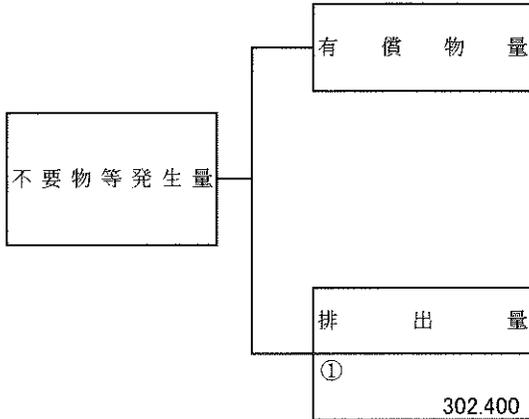 有償物量
不要物等発生量
排出量
①
302.400